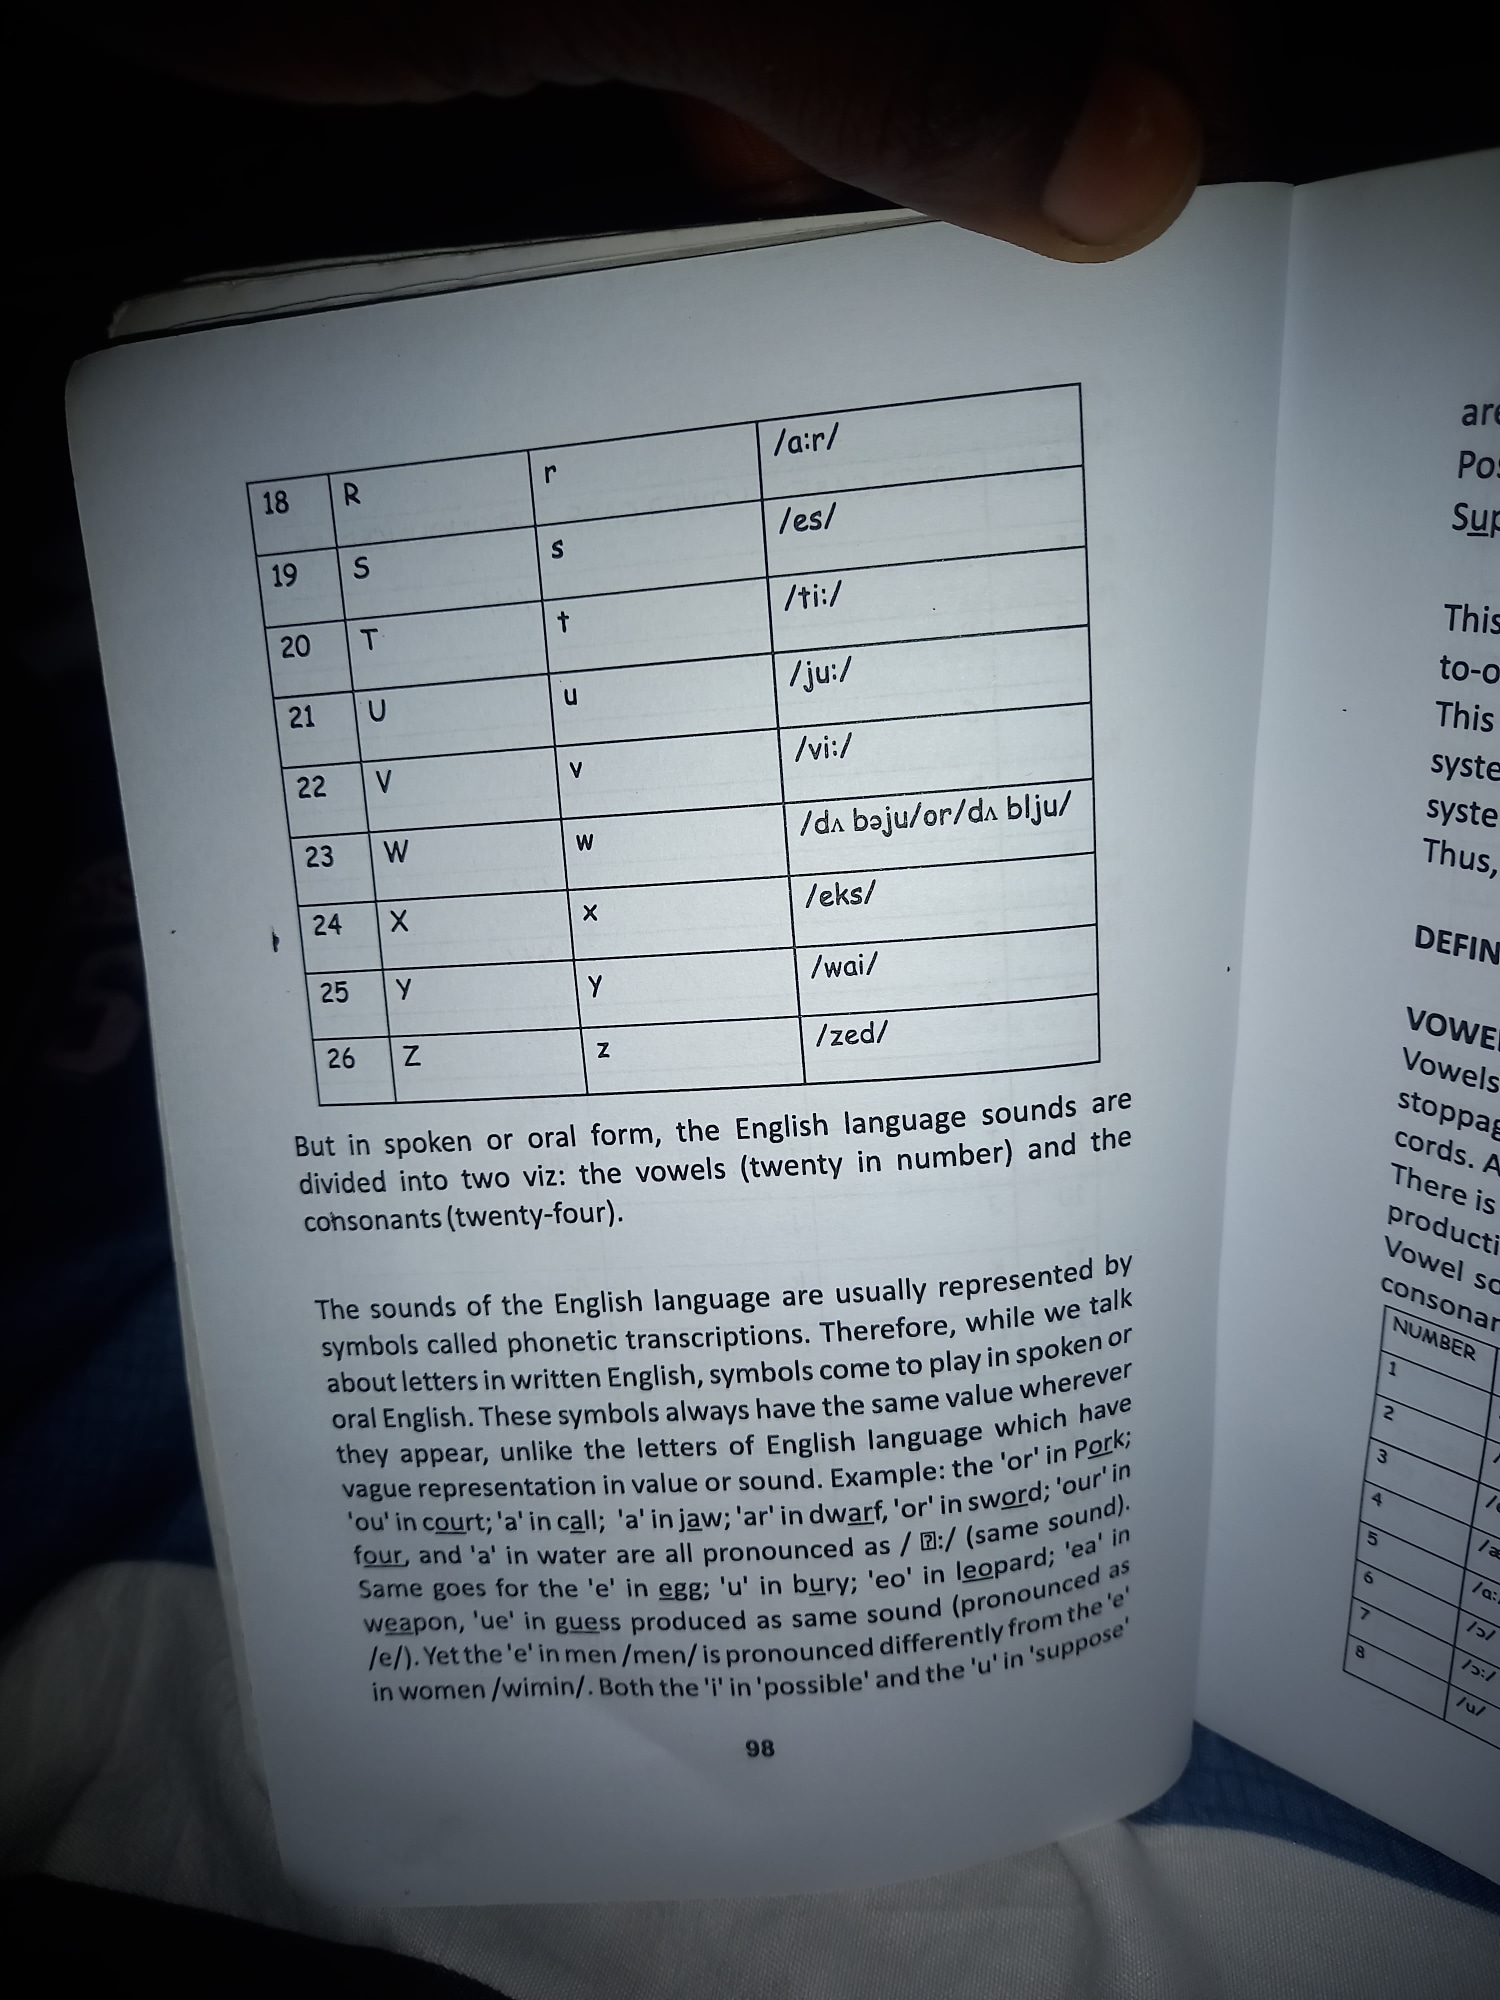 18 R r /a:r/
19 S s /es/
20 T t /ti:/
21 U u /ju:/
22 V v /vi:/
23 W w /dʌ bəju/or/dʌ blju/
24 X x /eks/
25 Y y /wai/
26 Z z /zed/
But in spoken or oral form, the English language sounds are
divided into two viz: the vowels (twenty in number) and the
consonants (twenty-four).
The sounds of the English language are usually represented by
symbols called phonetic transcriptions. Therefore, while we talk
about letters in written English, symbols come to play in spoken or
oral English. These symbols always have the same value wherever
they appear, unlike the letters of English language which have
vague representation in value or sound. Example: the 'or' in Pork;
'ou' in court; 'a' in call; 'a' in jaw; 'ar' in dwarf, 'or' in sword; 'our' in
four, and 'a' in water are all pronounced as / ⍰:/ (same sound).
Same goes for the 'e' in egg; 'u' in bury; 'eo' in leopard; 'ea' in
weapon, 'ue' in guess produced as same sound (pronounced as
/e/). Yet the 'e' in men /men/ is pronounced differently from the 'e'
in women /wimin/. Both the 'i' in 'possible' and the 'u' in 'suppose'
98
This
to-o
This
syste
syste
Thus,
DEFIN
VOWE
Vowels
stoppag
cords. A
There is
producti
Vowel so
consonan
NUMBER
1
2
3
4
5
6 /ɔ/
7 /ɔ:/
8 /u/